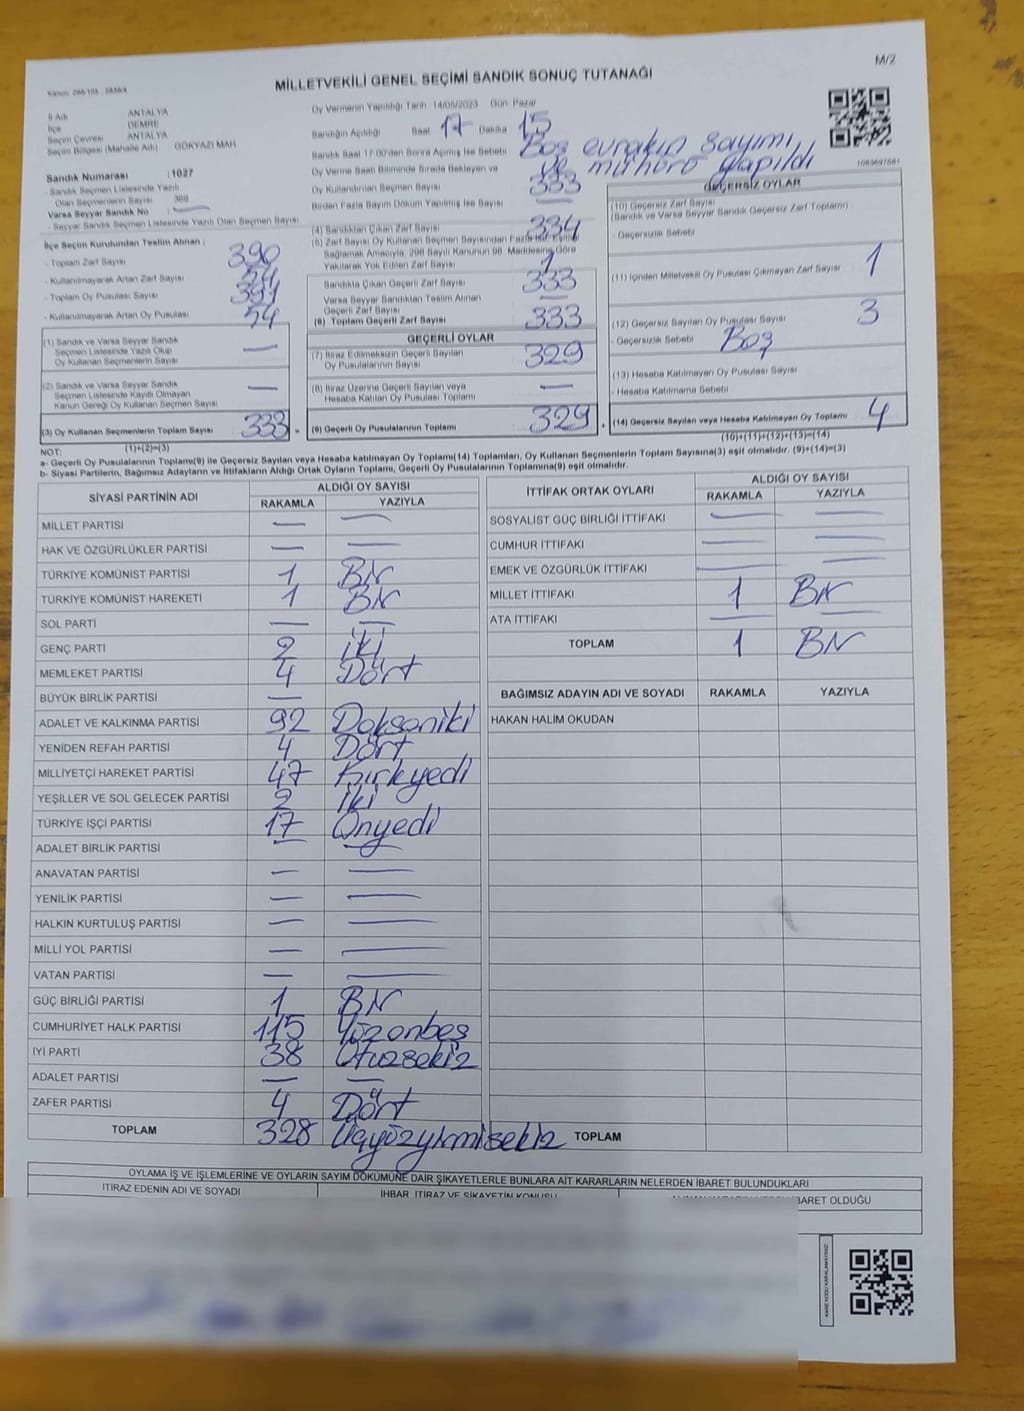 M/2
MİLLETVEKİLİ GENEL SEÇİMİ SANDIK SONUÇ TUTANAĞI
İl Adı ANTALYA
İlçe DEMRE
Seçim Çevresi ANTALYA
Seçim Bölgesi (Mahalle Adı) GÖKYAZI MAH
Sandık Numarası : 1027
- Sandık Seçmen Listesinde Yazılı
Olan Seçmenlerin Sayısı
Varsa Seyyar Sandık No
- Seyyar Sandık Seçmen Listesinde Yazılı Olan Seçmen Sayısı
Oy Vermenin Yapıldığı Tarih :14/05/2023 Gün: Pazar
Sandığın Açıldığı Saat 17 Dakika 15
Sandık Saat 17:00'den Sonra Açılmış İse Sebebi Boş evrakın sayımı
ve mühürü yapıldı
Oy Verme Saati Bitiminde Sırada Bekleyen ve
Oy Kullandırılan Seçmen Sayısı 333
Birden Fazla Sayım Döküm Yapılmış İse Sayısı —
İlçe Seçim Kurulundan Teslim Alınan ;
- Toplam Zarf Sayısı 390
- Kullanılmayarak Artan Zarf Sayısı
- Toplam Oy Pusulası Sayısı
- Kullanılmayarak Artan Oy Pusulası 54
(4) Sandıktan Çıkan Zarf Sayısı 334
(5) Zarf Sayısı Oy Kullanan Seçmen Sayısından Fazla İse, Eşitliği
Sağlamak Amacıyla, 298 Sayılı Kanunun 98. Maddesine Göre
Yakılarak Yok Edilen Zarf Sayısı 1
Sandıkta Çıkan Geçerli Zarf Sayısı 333
Varsa Seyyar Sandıktan Teslim Alınan
Geçerli Zarf Sayısı —
(6) Toplam Geçerli Zarf Sayısı 333
GEÇERSİZ OYLAR
(10) Geçersiz Zarf Sayısı
(Sandık ve Varsa Seyyar Sandık Geçersiz Zarf Toplamı)
- Geçersizlik Sebebi
(11) İçinden Milletvekili Oy Pusulası Çıkmayan Zarf Sayısı 1
(12) Geçersiz Sayılan Oy Pusulası Sayısı 3
- Geçersizlik Sebebi Boş
(13) Hesaba Katılmayan Oy Pusulası Sayısı
- Hesaba Katılmama Sebebi
(14) Geçersiz Sayılan veya Hesaba Katılmayan Oy Toplamı 4
(10)+(11)+(12)+(13)=(14)
(1) Sandık ve Varsa Seyyar Sandık
Seçmen Listesinde Yazılı Olup
Oy Kullanan Seçmenlerin Sayısı —
(2) Sandık ve Varsa Seyyar Sandık
Seçmen Listesinde Kayıtlı Olmayan
Kanun Gereği Oy Kullanan Seçmen Sayısı —
(3) Oy Kullanan Seçmenlerin Toplam Sayısı 333 =
(1)+(2)=(3)
GEÇERLİ OYLAR
(7) İtiraz Edilmeksizin Geçerli Sayılan
Oy Pusulası Sayısı 329
(8) İtiraz Üzerine Geçerli Sayılan veya
Hesaba Katılan Oy Pusulası Toplamı —
(9) Geçerli Oy Pusulalarının Toplamı 329 +
NOT:
a- Geçerli Oy Pusulalarının Toplamı(9) ile Geçersiz Sayılan veya Hesaba katılmayan Oy Toplamı(14) Toplamları, Oy Kullanan Seçmenlerin Toplam Sayısına(3) eşit olmalıdır. (9)+(14)=(3)
b- Siyasi Partilerin, Bağımsız Adayların ve İttifakların Aldığı Ortak Oyların Toplamı, Geçerli Oy Pusulalarının Toplamına(9) eşit olmalıdır.
SİYASİ PARTİNİN ADI ALDIĞI OY SAYISI
RAKAMLA YAZIYLA
MİLLET PARTİSİ — —
HAK VE ÖZGÜRLÜKLER PARTİSİ — —
TÜRKİYE KOMÜNİST PARTİSİ 1 BİR
TÜRKİYE KOMÜNİST HAREKETİ 1 BİR
SOL PARTİ — —
GENÇ PARTİ 2 iki
MEMLEKET PARTİSİ 4 Dört
BÜYÜK BİRLİK PARTİSİ —
ADALET VE KALKINMA PARTİSİ 92 Doksaniki
YENİDEN REFAH PARTİSİ 4 Dört
MİLLİYETÇİ HAREKET PARTİSİ 47 Kırkyedi
YEŞİLLER VE SOL GELECEK PARTİSİ 2 iki
TÜRKİYE İŞÇİ PARTİSİ 17 Onyedi
ADALET BİRLİK PARTİSİ — —
ANAVATAN PARTİSİ — —
YENİLİK PARTİSİ — —
HALKIN KURTULUŞ PARTİSİ — —
MİLLİ YOL PARTİSİ — —
VATAN PARTİSİ — —
GÜÇ BİRLİĞİ PARTİSİ 1 BİR
CUMHURİYET HALK PARTİSİ 115 Yüzonbeş
İYİ PARTİ 38 Otuzsekiz
ADALET PARTİSİ — —
ZAFER PARTİSİ 4 Dört
TOPLAM 328 Üçyüzyirmisekiz
İTTİFAK ORTAK OYLARI ALDIĞI OY SAYISI
RAKAMLA YAZIYLA
SOSYALİST GÜÇ BİRLİĞİ İTTİFAKI — —
CUMHUR İTTİFAKI — —
EMEK VE ÖZGÜRLÜK İTTİFAKI — —
MİLLET İTTİFAKI 1 BİR
ATA İTTİFAKI — —
TOPLAM 1 BİR
BAĞIMSIZ ADAYIN ADI VE SOYADI RAKAMLA YAZIYLA
HAKAN HALİM OKUDAN
TOPLAM
OYLAMA İŞ VE İŞLEMLERİNE VE OYLARIN SAYIM DÖKÜMÜNE DAİR ŞİKAYETLERLE BUNLARA AİT KARARLARIN NELERDEN İBARET BULUNDUKLARI
İTİRAZ EDENİN ADI VE SOYADI İHBAR, İTİRAZ VE ŞİKAYETİN KONUSU İBARET OLDUĞU
KARE KODU KARALAMAYINIZ!